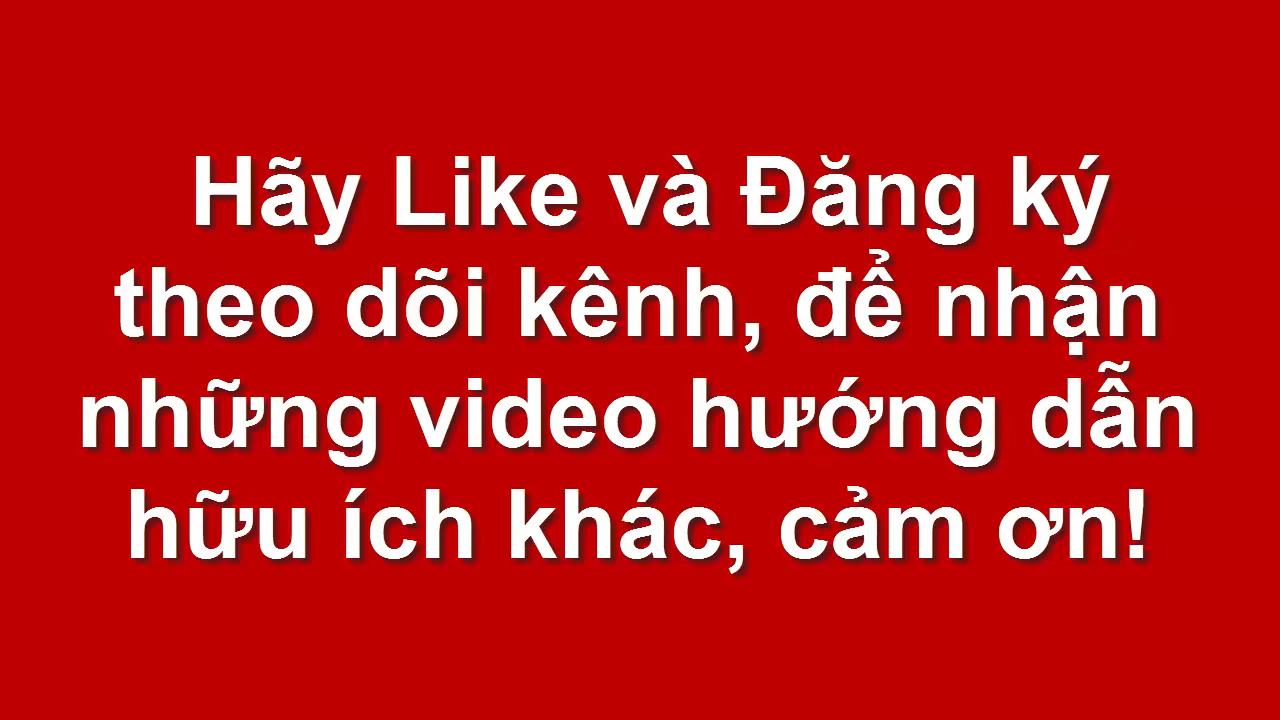 Hãy Like và Đăng ký
theo dõi kênh, để nhận
những video hướng dẫn
hữu ích khác, cảm ơn!